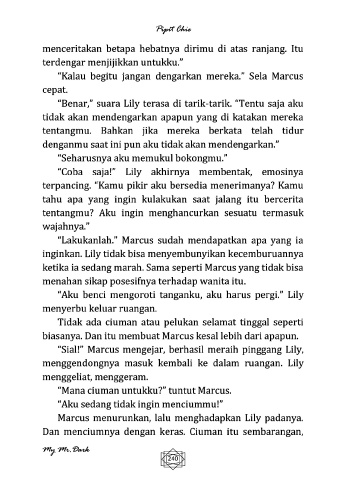 Pipit Chie
menceritakan betapa hebatnya dirimu di atas ranjang. Itu
terdengar menjijikkan untukku.”
“Kalau begitu jangan dengarkan mereka.” Sela Marcus
cepat.
“Benar,” suara Lily terasa di tarik-tarik. “Tentu saja aku
tidak akan mendengarkan apapun yang di katakan mereka
tentangmu. Bahkan jika mereka berkata telah tidur
denganmu saat ini pun aku tidak akan mendengarkan.”
“Seharusnya aku memukul bokongmu.”
“Coba saja!” Lily akhirnya membentak, emosinya
terpancing. “Kamu pikir aku bersedia menerimanya? Kamu
tahu apa yang ingin kulakukan saat jalang itu bercerita
tentangmu? Aku ingin menghancurkan sesuatu termasuk
wajahnya.”
“Lakukanlah.” Marcus sudah mendapatkan apa yang ia
inginkan. Lily tidak bisa menyembunyikan kecemburuannya
ketika ia sedang marah. Sama seperti Marcus yang tidak bisa
menahan sikap posesifnya terhadap wanita itu.
“Aku benci mengoroti tanganku, aku harus pergi.” Lily
menyerbu keluar ruangan.
Tidak ada ciuman atau pelukan selamat tinggal seperti
biasanya. Dan itu membuat Marcus kesal lebih dari apapun.
“Sial!” Marcus mengejar, berhasil meraih pinggang Lily,
menggendongnya masuk kembali ke dalam ruangan. Lily
menggeliat, menggeram.
“Mana ciuman untukku?” tuntut Marcus.
“Aku sedang tidak ingin menciummu!”
Marcus menurunkan, lalu menghadapkan Lily padanya.
Dan menciumnya dengan keras. Ciuman itu sembarangan,
My Mr.Dark
240